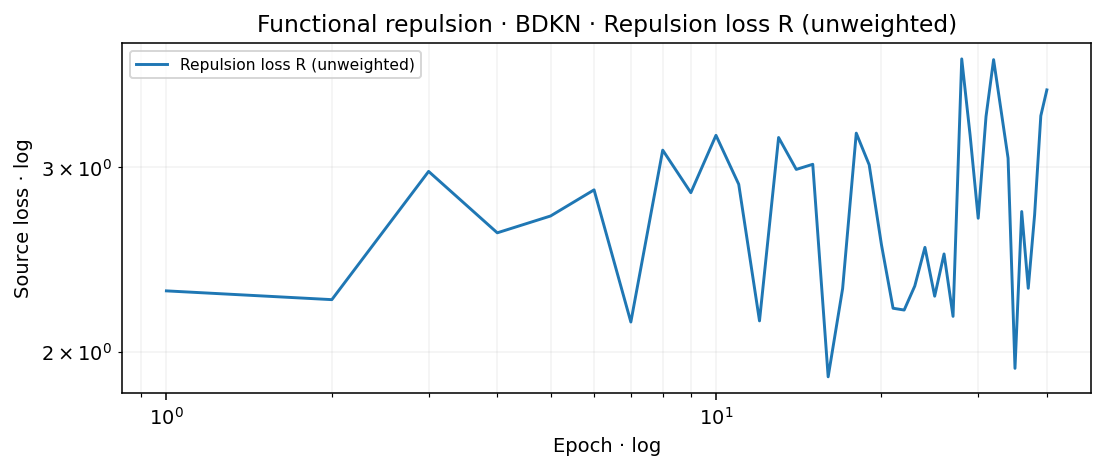 Functional repulsion · BDKN · Repulsion loss R (unweighted)
Repulsion loss R (unweighted)
Source loss · log
3 × 10⁰
2 × 10⁰
10⁰ 10¹
Epoch · log